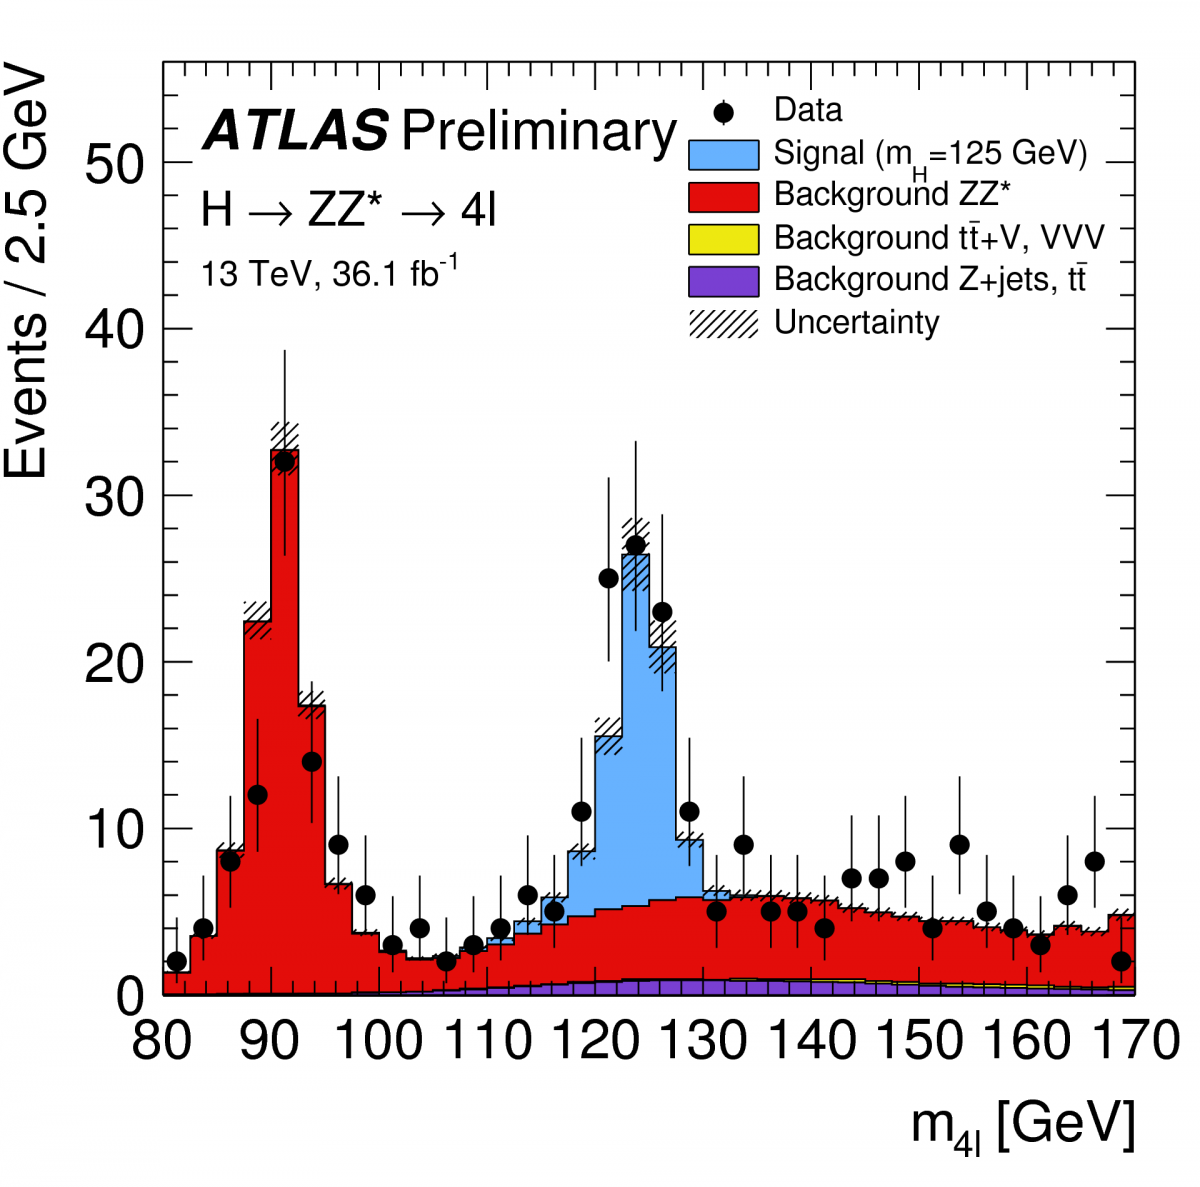 Events / 2.5 GeV
ATLAS Preliminary
H → ZZ* → 4l
13 TeV, 36.1 fb⁻¹
Data
Signal (m_H=125 GeV)
Background ZZ*
Background tt̄+V, VVV
Background Z+jets, tt̄
Uncertainty
50
40
30
20
10
0
80 90 100 110 120 130 140 150 160 170
m_4l [GeV]